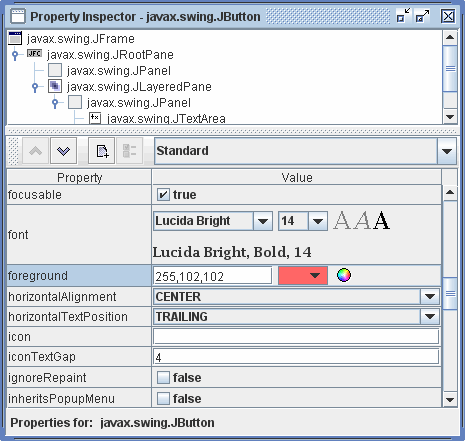 Property Inspector - javax.swing.JButton
javax.swing.JFrame
JFC javax.swing.JRootPane
javax.swing.JPanel
javax.swing.JLayeredPane
javax.swing.JPanel
javax.swing.JTextArea
Standard
Property Value
focusable true
font Lucida Bright 14 A A A
Lucida Bright, Bold, 14
foreground 255,102,102
horizontalAlignment CENTER
horizontalTextPosition TRAILING
icon
iconTextGap 4
ignoreRepaint false
inheritsPopupMenu false
Properties for: javax.swing.JButton